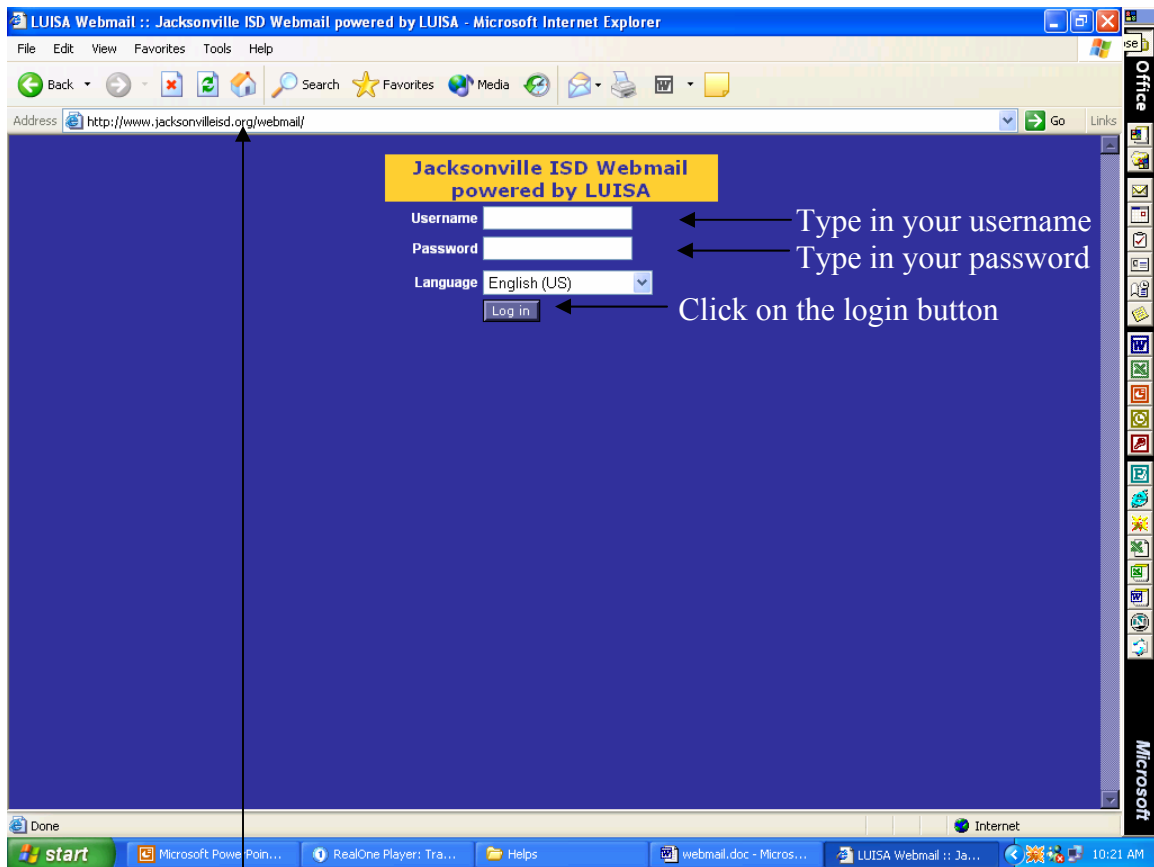 LUISA Webmail :: Jacksonville ISD Webmail powered by LUISA - Microsoft Internet Explorer
File Edit View Favorites Tools Help
Back Search Favorites Media
Address http://www.jacksonvilleisd.org/webmail/ Go Links
Jacksonville ISD Webmail
powered by LUISA
Username Type in your username
Password Type in your password
Language English (US)
Log in Click on the login button
Office
Microsoft
Done Internet
start Microsoft PowerPoin... RealOne Player: Tra... Helps webmail.doc - Micros... LUISA Webmail :: Ja... 10:21 AM